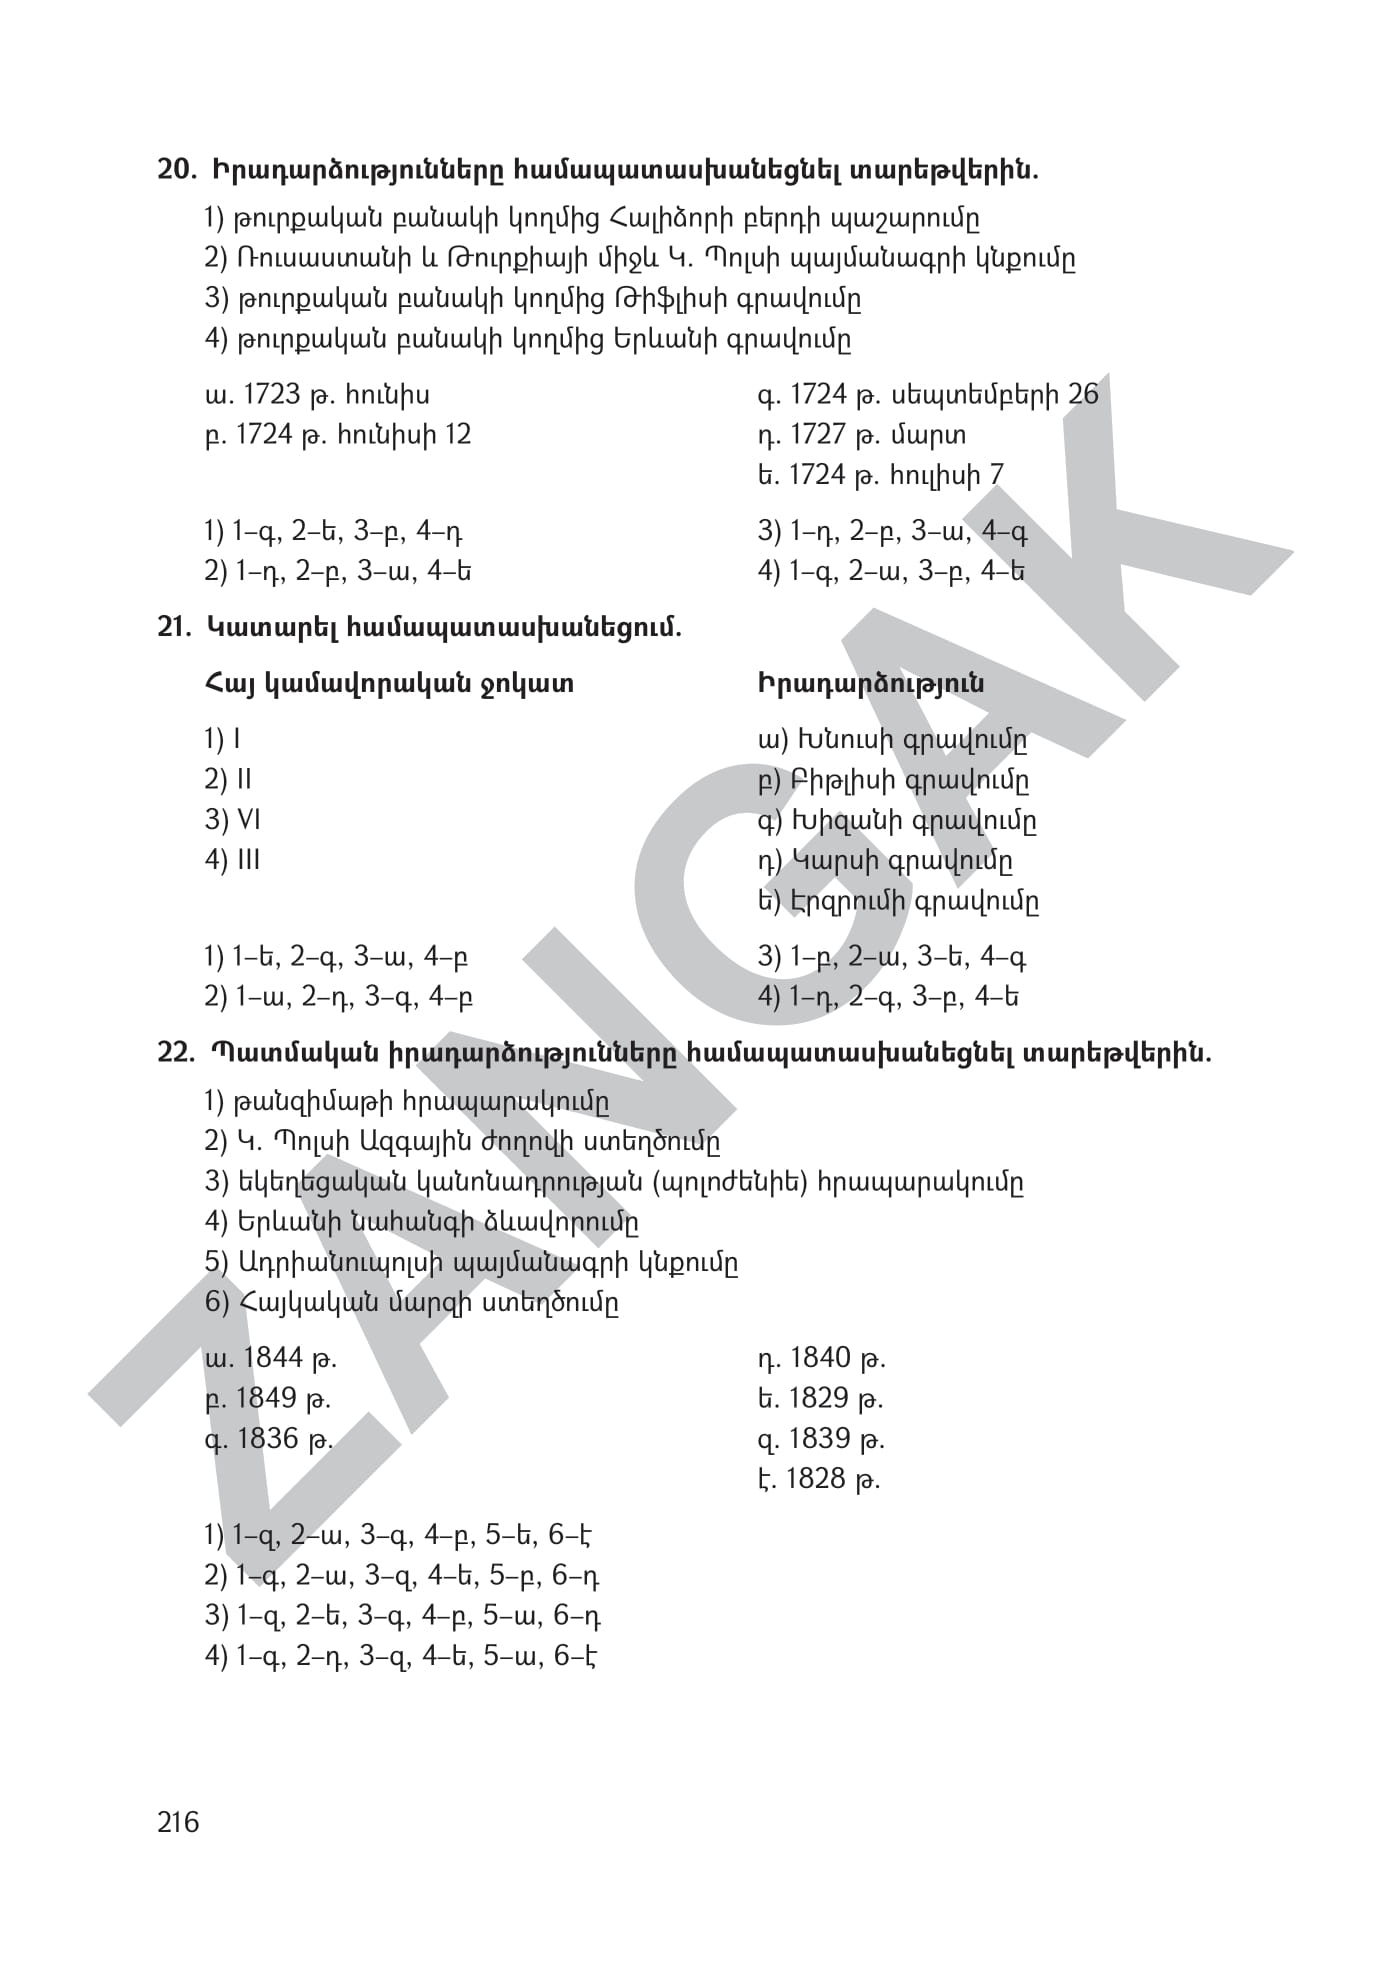 20. Իրադարձությունները համապատասխանեցնել տարեթվերին.
1) թուրքական բանակի կողմից Հալիձորի բերդի պաշարումը
2) Ռուսաստանի և Թուրքիայի միջև Կ. Պոլսի պայմանագրի կնքումը
3) թուրքական բանակի կողմից Թիֆլիսի գրավումը
4) թուրքական բանակի կողմից Երևանի գրավումը
ա. 1723 թ. հունիս
բ. 1724 թ. հունիսի 12
գ. 1724 թ. սեպտեմբերի 26
դ. 1727 թ. մարտ
ե. 1724 թ. հուլիսի 7
1) 1–գ, 2–ե, 3–բ, 4–դ
2) 1–դ, 2–բ, 3–ա, 4–ե
3) 1–դ, 2–բ, 3–ա, 4–գ
4) 1–գ, 2–ա, 3–բ, 4–ե
21. Կատարել համապատասխանեցում.
Հայ կամավորական ջոկատ
1) I
2) II
3) VI
4) III
Իրադարձություն
ա) Խնուսի գրավումը
բ) Բիթլիսի գրավումը
գ) Խիզանի գրավումը
դ) Կարսի գրավումը
ե) Էրզրումի գրավումը
1) 1–ե, 2–գ, 3–ա, 4–բ
2) 1–ա, 2–դ, 3–գ, 4–բ
3) 1–բ, 2–ա, 3–ե, 4–գ
4) 1–դ, 2–գ, 3–բ, 4–ե
22. Պատմական իրադարձությունները համապատասխանեցնել տարեթվերին.
1) թանզիմաթի հրապարակումը
2) Կ. Պոլսի Ազգային ժողովի ստեղծումը
3) եկեղեցական կանոնադրության (պոլոժենիե) հրապարակումը
4) Երևանի նահանգի ձևավորումը
5) Ադրիանուպոլսի պայմանագրի կնքումը
6) Հայկական մարզի ստեղծումը
ա. 1844 թ.
բ. 1849 թ.
գ. 1836 թ.
դ. 1840 թ.
ե. 1829 թ.
զ. 1839 թ.
է. 1828 թ.
1) 1–զ, 2–ա, 3–գ, 4–բ, 5–ե, 6–է
2) 1–գ, 2–ա, 3–զ, 4–ե, 5–բ, 6–դ
3) 1–զ, 2–ե, 3–գ, 4–բ, 5–ա, 6–դ
4) 1–գ, 2–դ, 3–զ, 4–ե, 5–ա, 6–է
216
ZANGAK